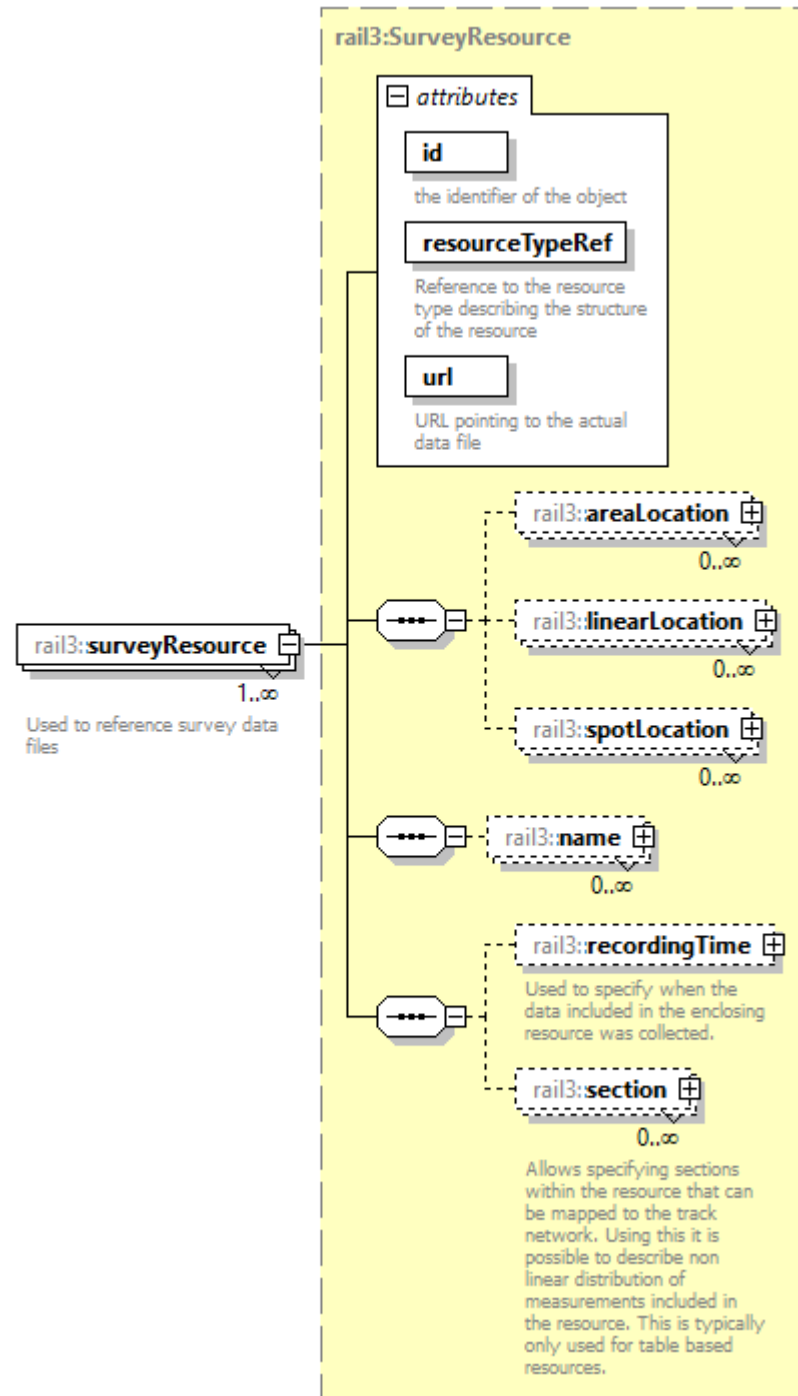 rail3:SurveyResource
attributes
id
the identifier of the object
resourceTypeRef
Reference to the resource
type describing the structure
of the resource
url
URL pointing to the actual
data file
rail3:areaLocation
0..∞
rail3:linearLocation
0..∞
rail3:spotLocation
0..∞
rail3:surveyResource
1..∞
Used to reference survey data
files
rail3:name
0..∞
rail3:recordingTime
Used to specify when the
data included in the enclosing
resource was collected.
rail3:section
0..∞
Allows specifying sections
within the resource that can
be mapped to the track
network. Using this it is
possible to describe non
linear distribution of
measurements included in
the resource. This is typically
only used for table based
resources.